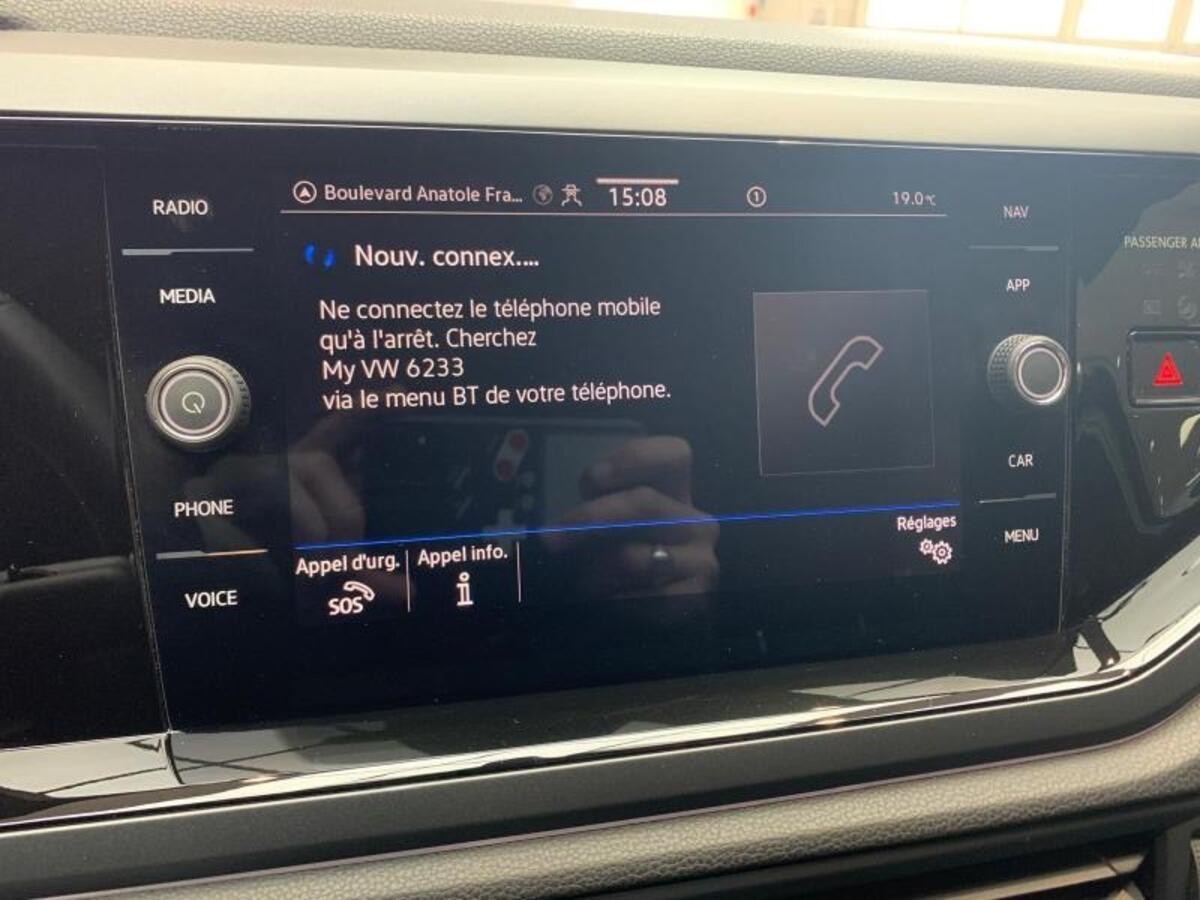 RADIO
MEDIA
PHONE
VOICE
Boulevard Anatole Fra... 15:08 1 19.0°C
Nouv. connex....
Ne connectez le téléphone mobile
qu'à l'arrêt. Cherchez
My VW 6233
via le menu BT de votre téléphone.
Appel d'urg. Appel info. Réglages
SOS i
NAV
APP
CAR
MENU
PASSENGER